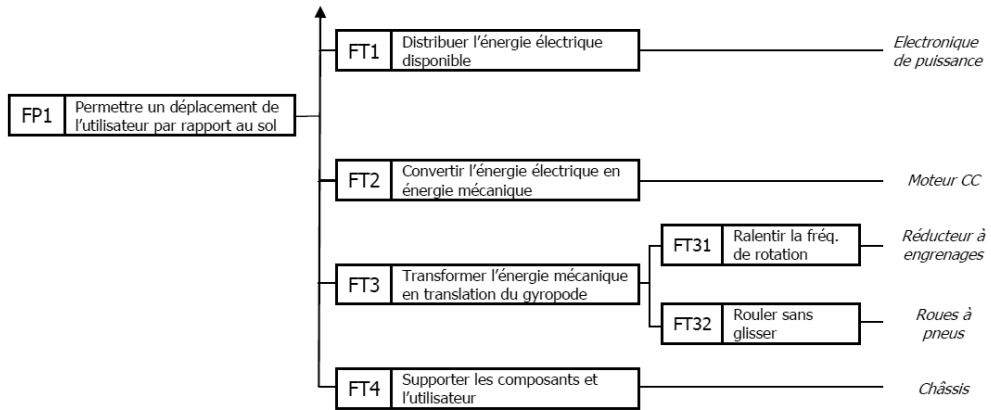 FT1
Distribuer l'énergie électrique
disponible
Electronique
de puissance
FP1
Permettre un déplacement de
l'utilisateur par rapport au sol
FT2
Convertir l'énergie électrique en
énergie mécanique
Moteur CC
FT3
Transformer l'énergie mécanique
en translation du gyropode
FT31
Ralentir la fréq.
de rotation
Réducteur à
engrenages
FT32
Rouler sans
glisser
Roues à
pneus
FT4
Supporter les composants et
l'utilisateur
Châssis